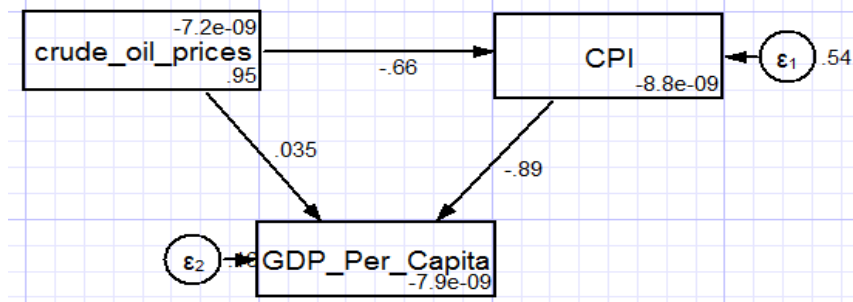 -7.2e-09
crude_oil_prices
.95
-.66
CPI
-8.8e-09
ε1
.54
.035
-.89
ε2
GDP_Per_Capita
-7.9e-09